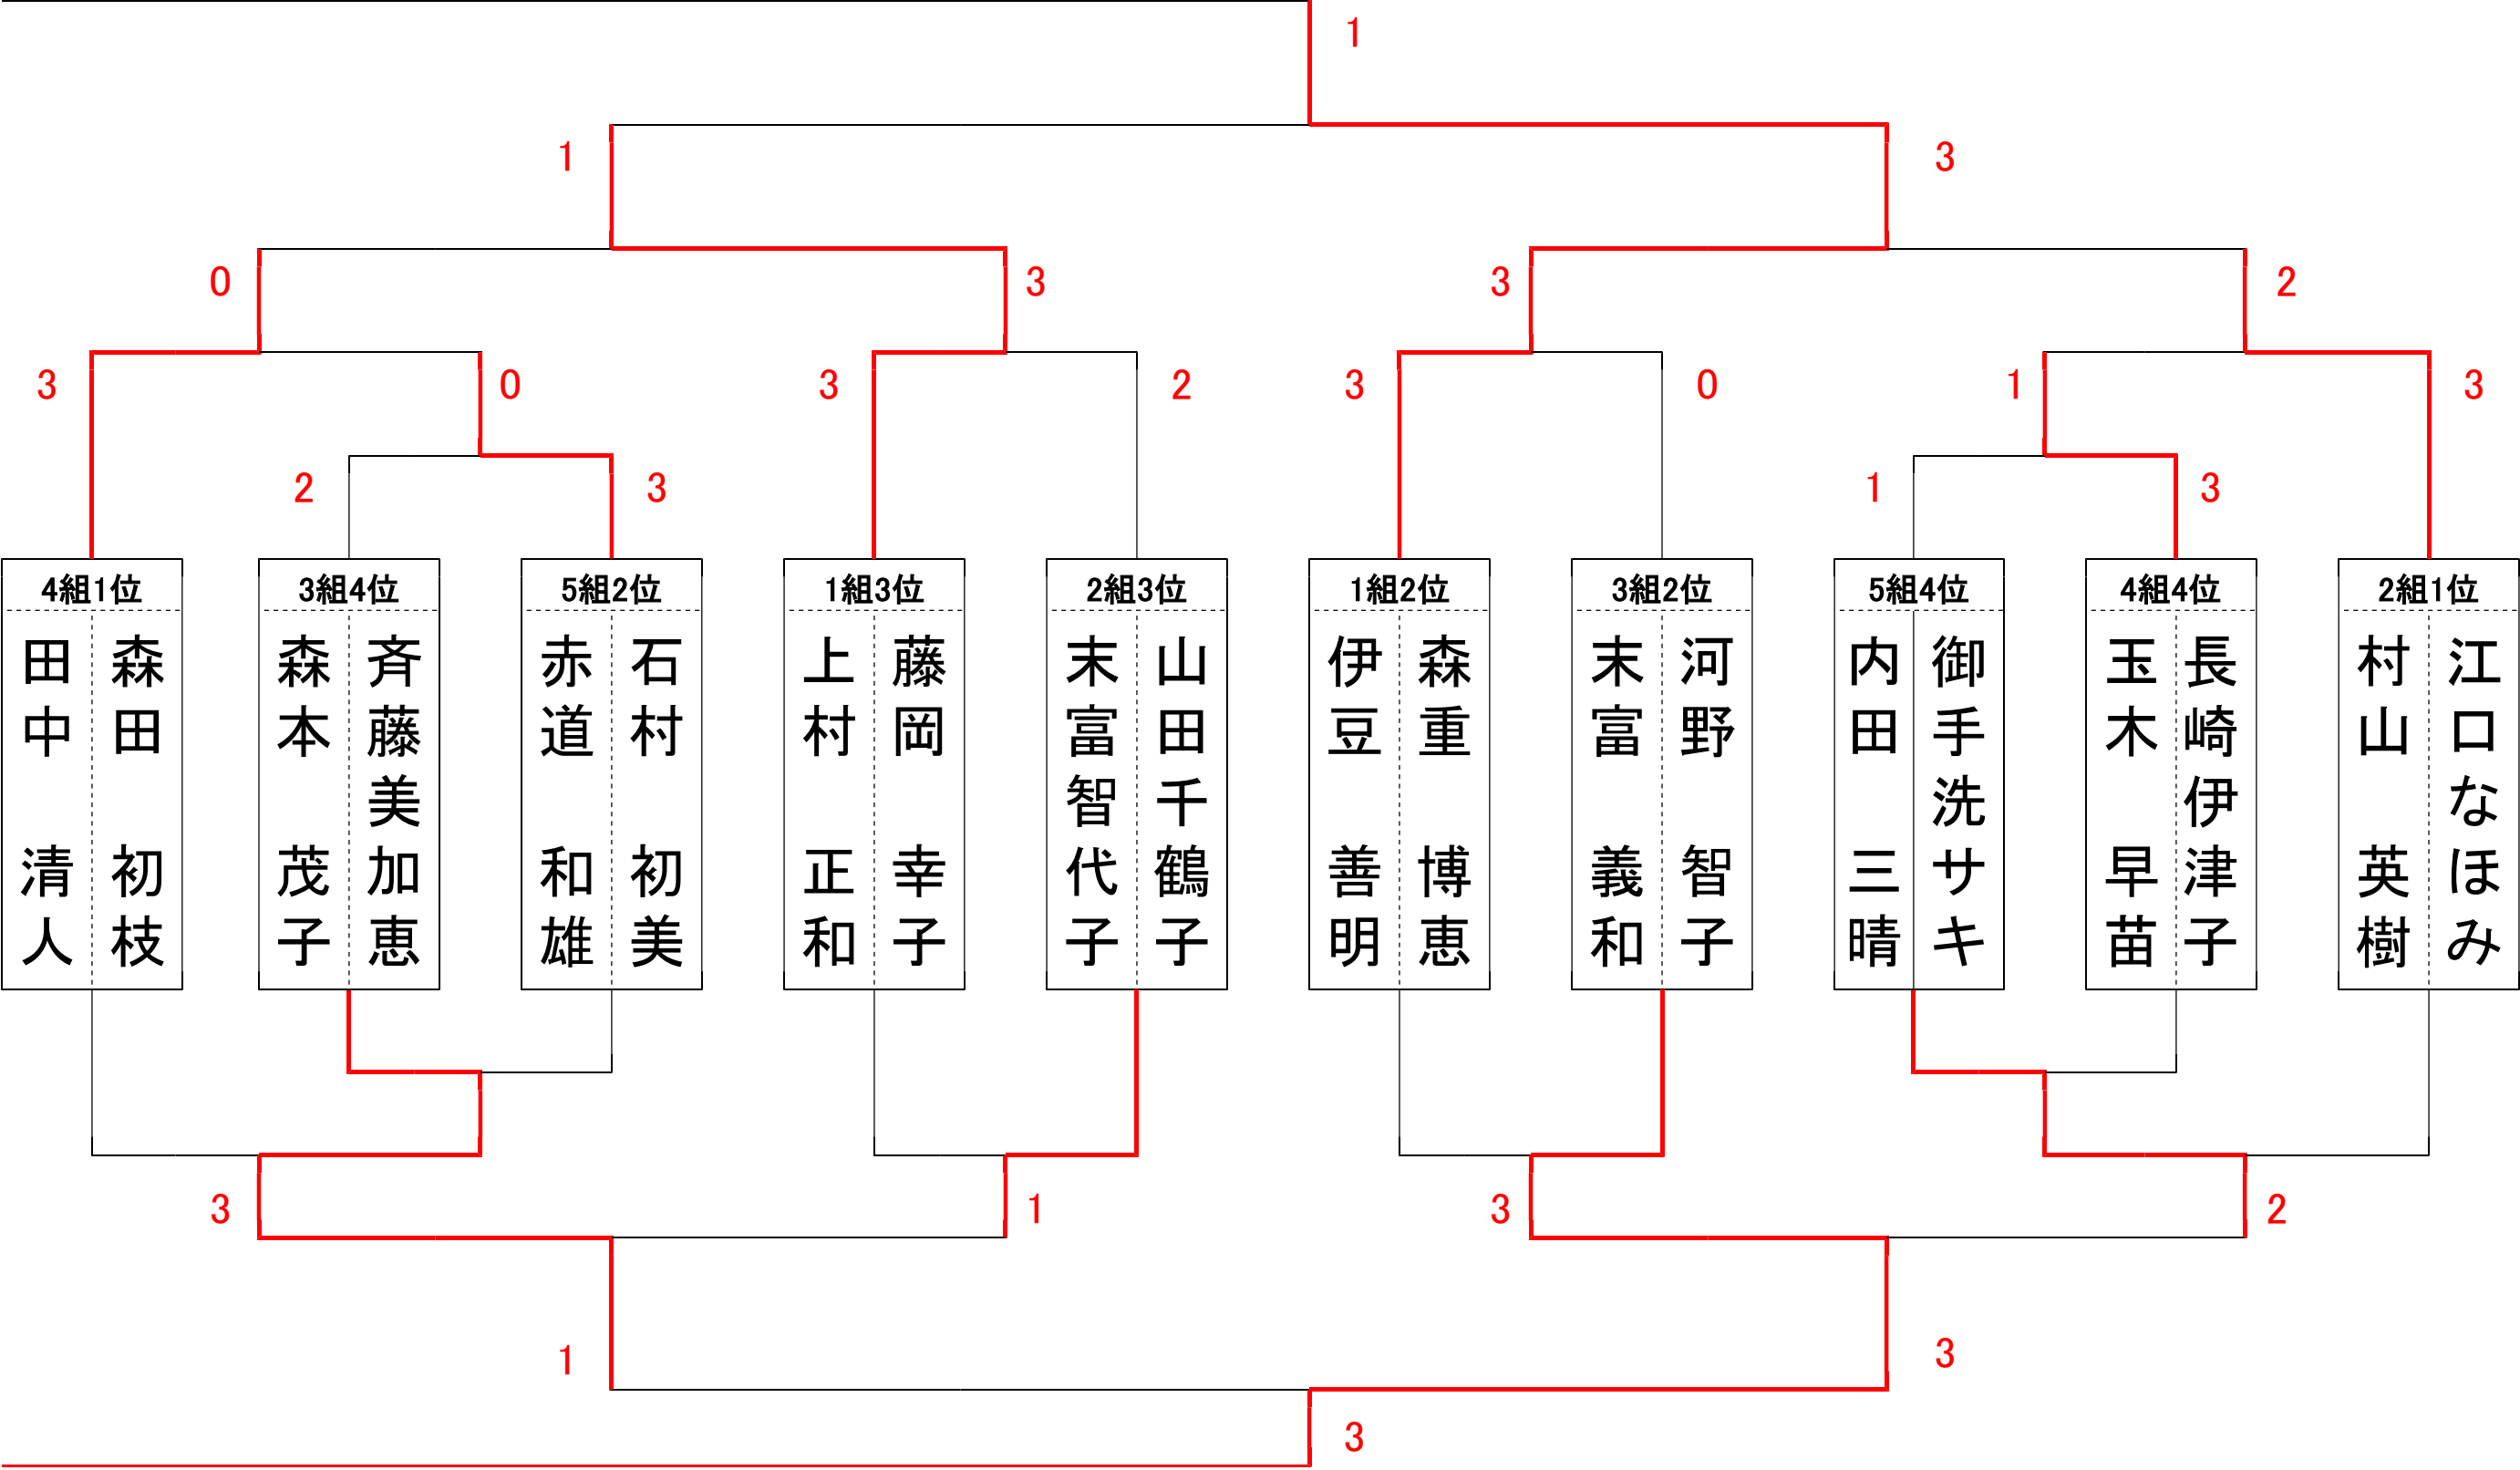 1
1
3
0
3
3
2
3
0
3
2
3
0
1
3
2
3
1
3
4組1位
3組4位
5組2位
1組3位
2組3位
1組2位
3組2位
5組4位
4組4位
2組1位
田中 清人
森田 初枝
森木 茂子
斉藤美加恵
赤道 和雄
石村 初美
上村 正和
藤岡 幸子
末富智代子
山田千鶴子
伊豆 善明
森重 博恵
末富 義和
河野 智子
内田 三晴
御手洗サキ
玉木 早苗
長崎伊津子
村山 英樹
江口なほみ
3
1
3
2
1
3
3